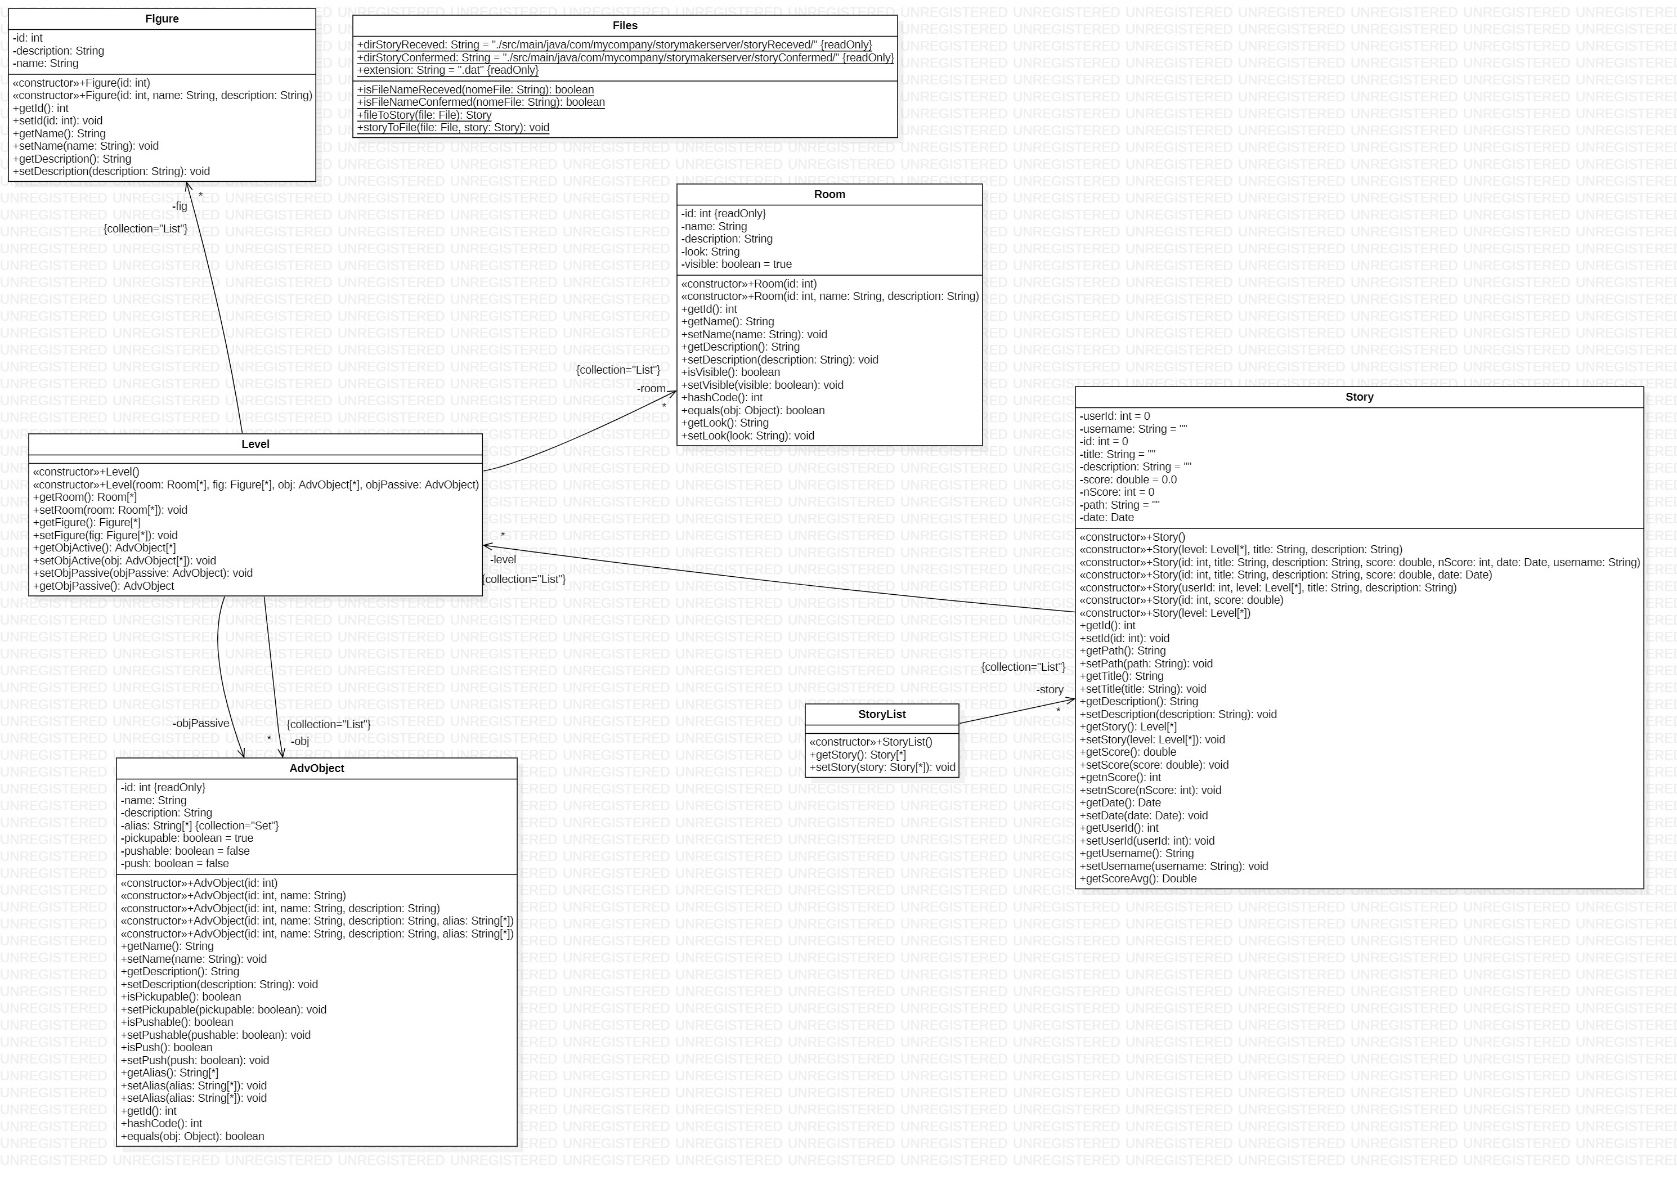 Figure
-id: int
-description: String
-name: String
«constructor»+Figure(id: int)
«constructor»+Figure(id: int, name: String, description: String)
+getId(): int
+setId(id: int): void
+getName(): String
+setName(name: String): void
+getDescription(): String
+setDescription(description: String): void
Files
+dirStoryReceved: String = "./src/main/java/com/mycompany/storymakerserver/storyReceved/" {readOnly}
+dirStoryConfermed: String = "./src/main/java/com/mycompany/storymakerserver/storyConfermed/" {readOnly}
+extension: String = ".dat" {readOnly}
+isFileNameReceved(nomeFile: String): boolean
+isFileNameConfermed(nomeFile: String): boolean
+fileToStory(file: File): Story
+storyToFile(file: File, story: Story): void
*
-fig
{collection="List"}
Room
-id: int {readOnly}
-name: String
-description: String
-look: String
-visible: boolean = true
«constructor»+Room(id: int)
«constructor»+Room(id: int, name: String, description: String)
+getId(): int
+getName(): String
+setName(name: String): void
+getDescription(): String
+setDescription(description: String): void
+isVisible(): boolean
+setVisible(visible: boolean): void
+hashCode(): int
+equals(obj: Object): boolean
+getLook(): String
+setLook(look: String): void
{collection="List"}
-room
*
Level
«constructor»+Level()
«constructor»+Level(room: Room[*], fig: Figure[*], obj: AdvObject[*], objPassive: AdvObject)
+getRoom(): Room[*]
+setRoom(room: Room[*]): void
+getFigure(): Figure[*]
+setFigure(fig: Figure[*]): void
+getObjActive(): AdvObject[*]
+setObjActive(obj: AdvObject[*]): void
+setObjPassive(objPassive: AdvObject): void
+getObjPassive(): AdvObject
*
-level
{collection="List"}
Story
-userId: int = 0
-username: String = ""
-id: int = 0
-title: String = ""
-description: String = ""
-score: double = 0.0
-nScore: int = 0
-path: String = ""
-date: Date
«constructor»+Story()
«constructor»+Story(level: Level[*], title: String, description: String)
«constructor»+Story(id: int, title: String, description: String, score: double, nScore: int, date: Date, username: String)
«constructor»+Story(id: int, title: String, description: String, score: double, date: Date)
«constructor»+Story(userId: int, level: Level[*], title: String, description: String)
«constructor»+Story(id: int, score: double)
«constructor»+Story(level: Level[*])
+getId(): int
+setId(id: int): void
+getPath(): String
+setPath(path: String): void
+getTitle(): String
+setTitle(title: String): void
+getDescription(): String
+setDescription(description: String): void
+getStory(): Level[*]
+setStory(level: Level[*]): void
+getScore(): double
+setScore(score: double): void
+getnScore(): int
+setnScore(nScore: int): void
+getDate(): Date
+setDate(date: Date): void
+getUserId(): int
+setUserId(userId: int): void
+getUsername(): String
+setUsername(username: String): void
+getScoreAvg(): Double
{collection="List"}
-story
*
StoryList
«constructor»+StoryList()
+getStory(): Story[*]
+setStory(story: Story[*]): void
-objPassive
{collection="List"}
*
-obj
AdvObject
-id: int {readOnly}
-name: String
-description: String
-alias: String[*] {collection="Set"}
-pickupable: boolean = true
-pushable: boolean = false
-push: boolean = false
«constructor»+AdvObject(id: int)
«constructor»+AdvObject(id: int, name: String)
«constructor»+AdvObject(id: int, name: String, description: String)
«constructor»+AdvObject(id: int, name: String, description: String, alias: String[*])
«constructor»+AdvObject(id: int, name: String, description: String, alias: String[*])
+getName(): String
+setName(name: String): void
+getDescription(): String
+setDescription(description: String): void
+isPickupable(): boolean
+setPickupable(pickupable: boolean): void
+isPushable(): boolean
+setPushable(pushable: boolean): void
+isPush(): boolean
+setPush(push: boolean): void
+getAlias(): String[*]
+setAlias(alias: String[*]): void
+setAlias(alias: String[*]): void
+getId(): int
+hashCode(): int
+equals(obj: Object): boolean